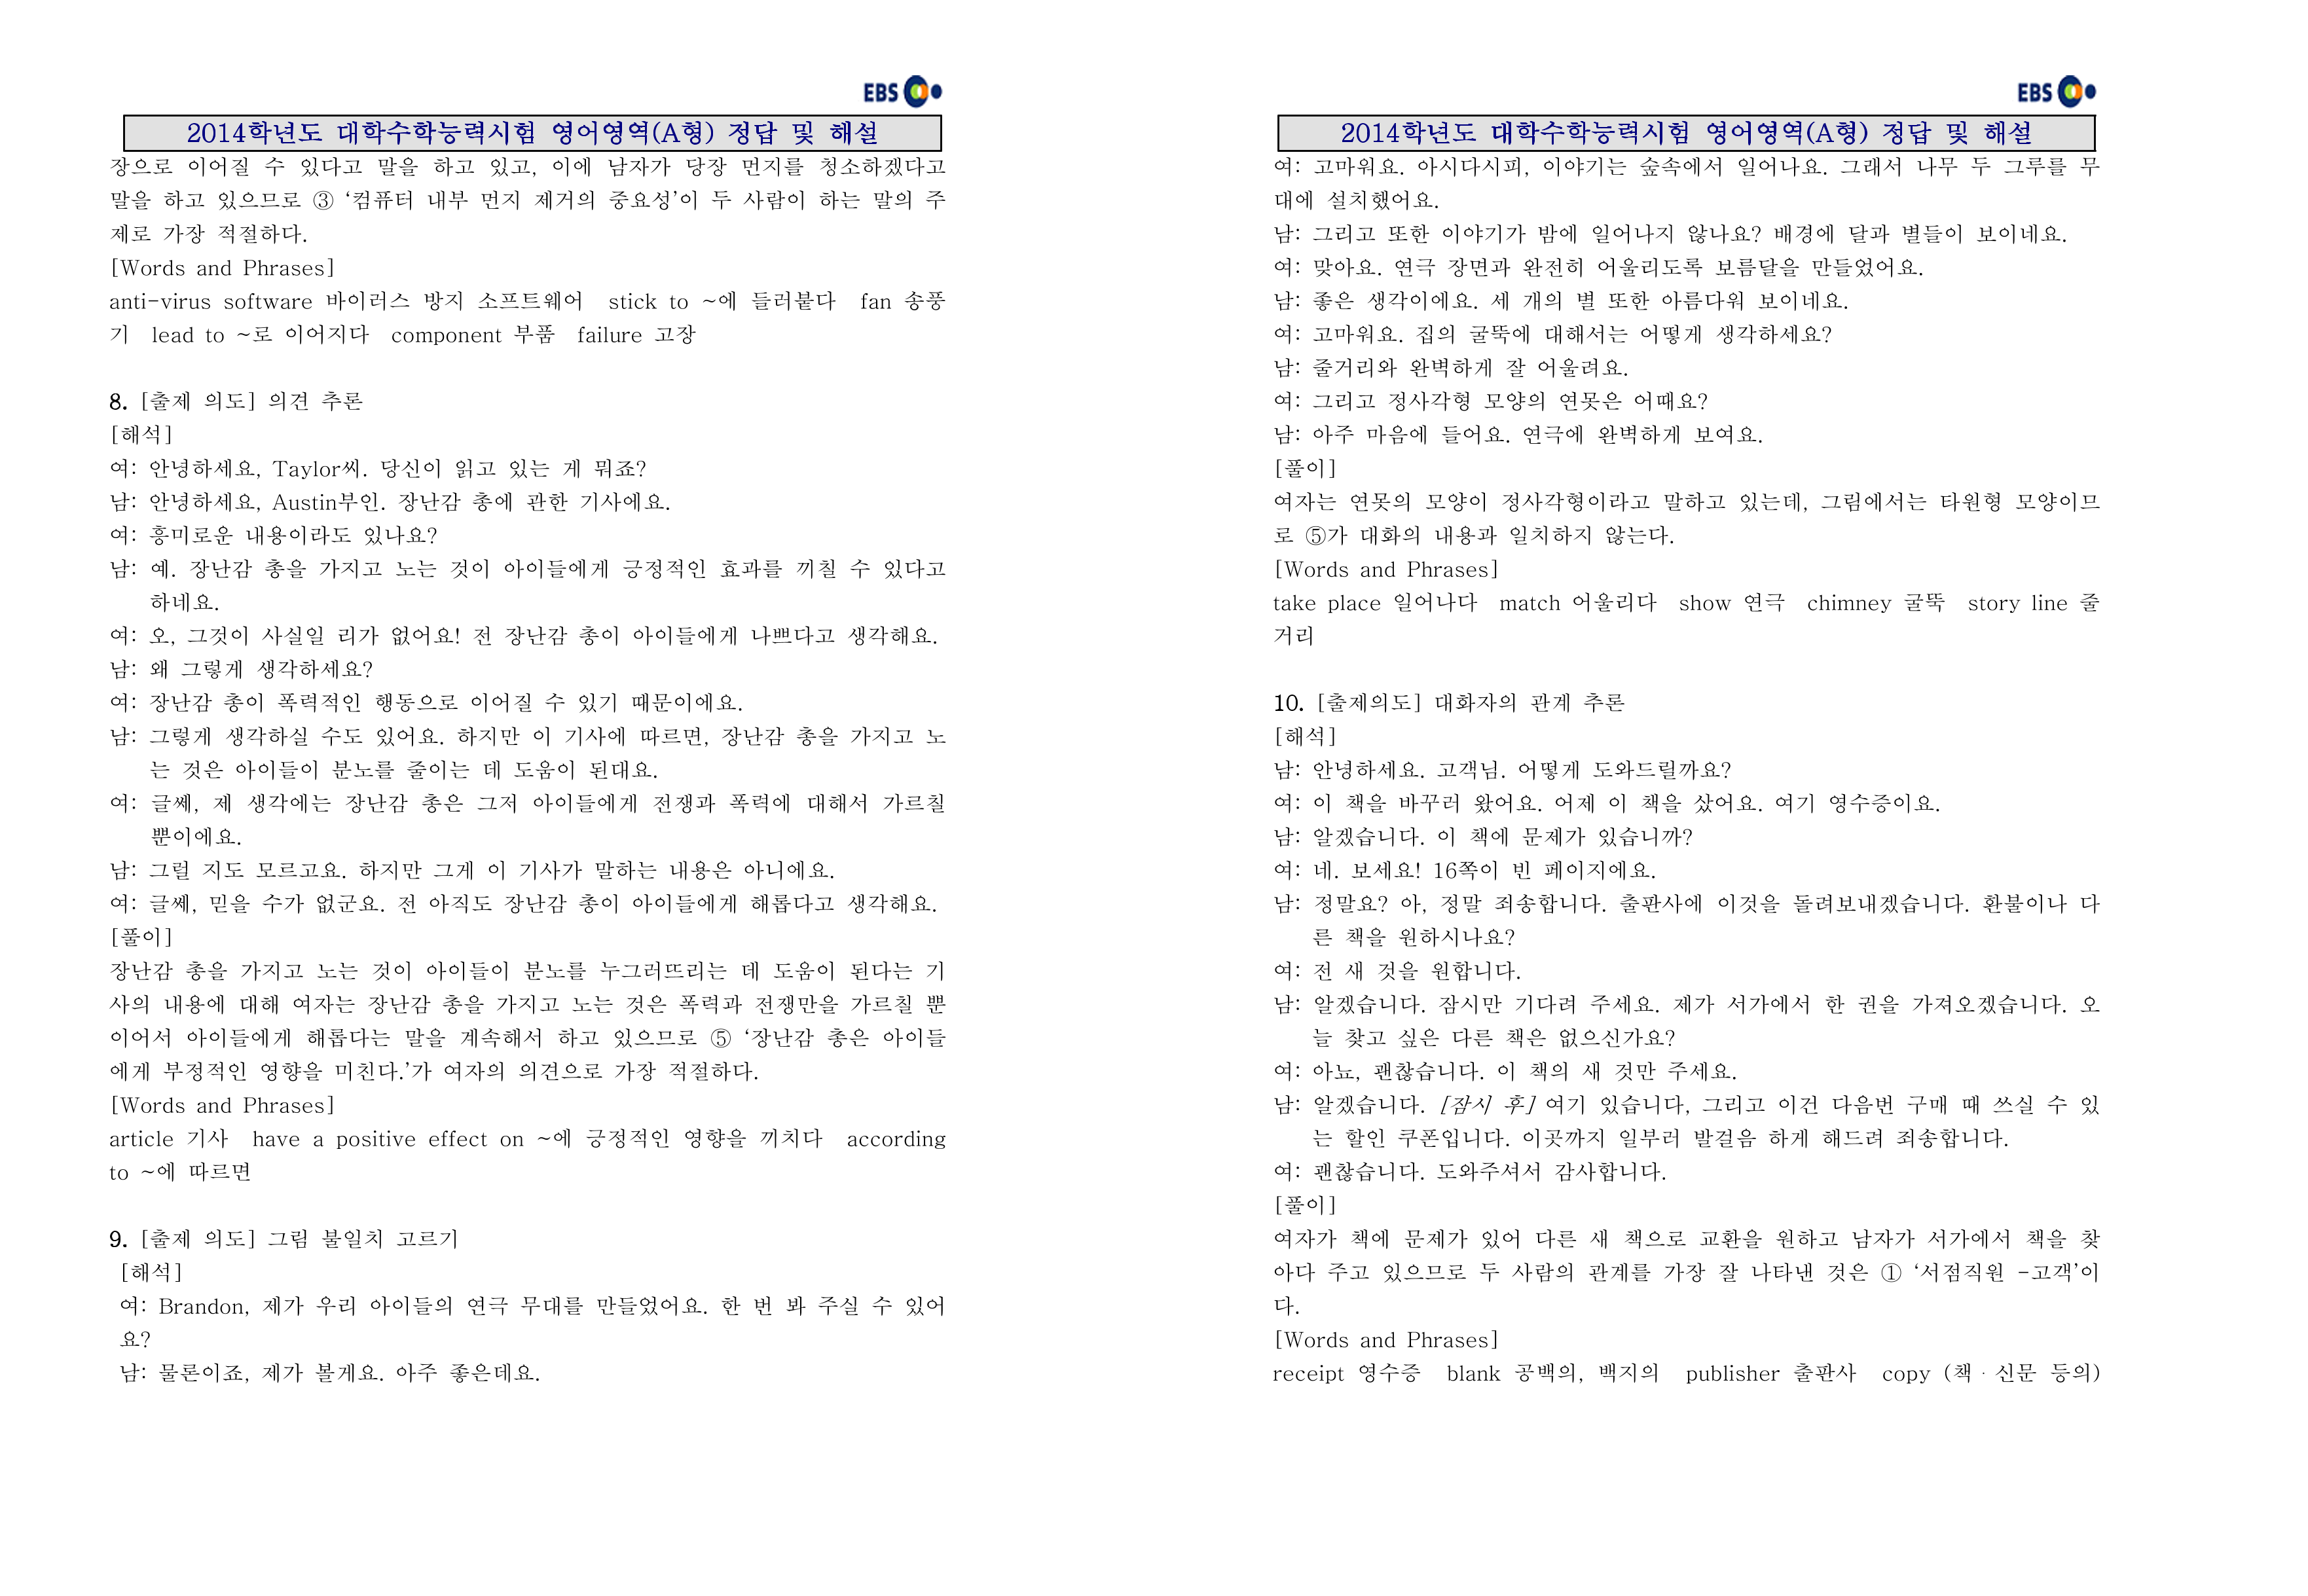 EBS
2014학년도 대학수학능력시험 영어영역(A형) 정답 및 해설
장으로 이어질 수 있다고 말을 하고 있고, 이에 남자가 당장 먼지를 청소하겠다고
말을 하고 있으므로 ③ ‘컴퓨터 내부 먼지 제거의 중요성’이 두 사람이 하는 말의 주
제로 가장 적절하다.
[Words and Phrases]
anti-virus software 바이러스 방지 소프트웨어 stick to ~에 들러붙다 fan 송풍
기 lead to ~로 이어지다 component 부품 failure 고장
8. [출제 의도] 의견 추론
[해석]
여: 안녕하세요, Taylor씨. 당신이 읽고 있는 게 뭐죠?
남: 안녕하세요, Austin부인. 장난감 총에 관한 기사에요.
여: 흥미로운 내용이라도 있나요?
남: 예. 장난감 총을 가지고 노는 것이 아이들에게 긍정적인 효과를 끼칠 수 있다고
하네요.
여: 오, 그것이 사실일 리가 없어요! 전 장난감 총이 아이들에게 나쁘다고 생각해요.
남: 왜 그렇게 생각하세요?
여: 장난감 총이 폭력적인 행동으로 이어질 수 있기 때문이에요.
남: 그렇게 생각하실 수도 있어요. 하지만 이 기사에 따르면, 장난감 총을 가지고 노
는 것은 아이들이 분노를 줄이는 데 도움이 된대요.
여: 글쎄, 제 생각에는 장난감 총은 그저 아이들에게 전쟁과 폭력에 대해서 가르칠
뿐이에요.
남: 그럴 지도 모르고요. 하지만 그게 이 기사가 말하는 내용은 아니에요.
여: 글쎄, 믿을 수가 없군요. 전 아직도 장난감 총이 아이들에게 해롭다고 생각해요.
[풀이]
장난감 총을 가지고 노는 것이 아이들이 분노를 누그러뜨리는 데 도움이 된다는 기
사의 내용에 대해 여자는 장난감 총을 가지고 노는 것은 폭력과 전쟁만을 가르칠 뿐
이어서 아이들에게 해롭다는 말을 계속해서 하고 있으므로 ⑤ ‘장난감 총은 아이들
에게 부정적인 영향을 미친다.’가 여자의 의견으로 가장 적절하다.
[Words and Phrases]
article 기사 have a positive effect on ~에 긍정적인 영향을 끼치다 according
to ~에 따르면
9. [출제 의도] 그림 불일치 고르기
[해석]
여: Brandon, 제가 우리 아이들의 연극 무대를 만들었어요. 한 번 봐 주실 수 있어
요?
남: 물론이죠, 제가 볼게요. 아주 좋은데요.
EBS
2014학년도 대학수학능력시험 영어영역(A형) 정답 및 해설
여: 고마워요. 아시다시피, 이야기는 숲속에서 일어나요. 그래서 나무 두 그루를 무
대에 설치했어요.
남: 그리고 또한 이야기가 밤에 일어나지 않나요? 배경에 달과 별들이 보이네요.
여: 맞아요. 연극 장면과 완전히 어울리도록 보름달을 만들었어요.
남: 좋은 생각이에요. 세 개의 별 또한 아름다워 보이네요.
여: 고마워요. 집의 굴뚝에 대해서는 어떻게 생각하세요?
남: 줄거리와 완벽하게 잘 어울려요.
여: 그리고 정사각형 모양의 연못은 어때요?
남: 아주 마음에 들어요. 연극에 완벽하게 보여요.
[풀이]
여자는 연못의 모양이 정사각형이라고 말하고 있는데, 그림에서는 타원형 모양이므
로 ⑤가 대화의 내용과 일치하지 않는다.
[Words and Phrases]
take place 일어나다 match 어울리다 show 연극 chimney 굴뚝 story line 줄
거리
10. [출제의도] 대화자의 관계 추론
[해석]
남: 안녕하세요. 고객님. 어떻게 도와드릴까요?
여: 이 책을 바꾸러 왔어요. 어제 이 책을 샀어요. 여기 영수증이요.
남: 알겠습니다. 이 책에 문제가 있습니까?
여: 네. 보세요! 16쪽이 빈 페이지에요.
남: 정말요? 아, 정말 죄송합니다. 출판사에 이것을 돌려보내겠습니다. 환불이나 다
른 책을 원하시나요?
여: 전 새 것을 원합니다.
남: 알겠습니다. 잠시만 기다려 주세요. 제가 서가에서 한 권을 가져오겠습니다. 오
늘 찾고 싶은 다른 책은 없으신가요?
여: 아뇨, 괜찮습니다. 이 책의 새 것만 주세요.
남: 알겠습니다. [잠시 후] 여기 있습니다, 그리고 이건 다음번 구매 때 쓰실 수 있
는 할인 쿠폰입니다. 이곳까지 일부러 발걸음 하게 해드려 죄송합니다.
여: 괜찮습니다. 도와주셔서 감사합니다.
[풀이]
여자가 책에 문제가 있어 다른 새 책으로 교환을 원하고 남자가 서가에서 책을 찾
아다 주고 있으므로 두 사람의 관계를 가장 잘 나타낸 것은 ① ‘서점직원 -고객’이
다.
[Words and Phrases]
receipt 영수증 blank 공백의, 백지의 publisher 출판사 copy (책‧신문 등의)